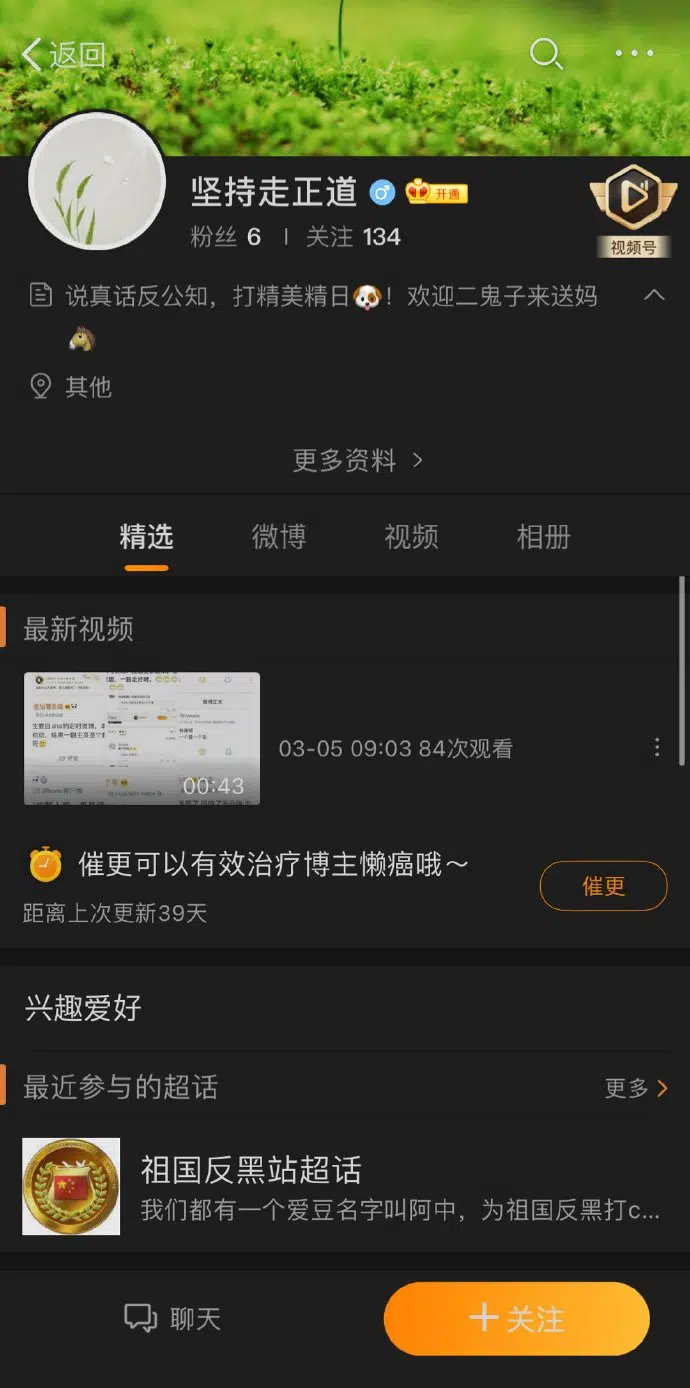 返回
坚持走正道
开通
粉丝 6 | 关注 134
视频号
说真话反公知，打精美精日🐶！欢迎二鬼子来送妈
🐴
其他
更多资料
精选 微博 视频 相册
最新视频
00:43
03-05 09:03 84次观看
催更可以有效治疗博主懒癌哦～
催更
距离上次更新39天
兴趣爱好
最近参与的超话
更多
祖国反黑站超话
我们都有一个爱豆名字叫阿中，为祖国反黑打c...
聊天
关注